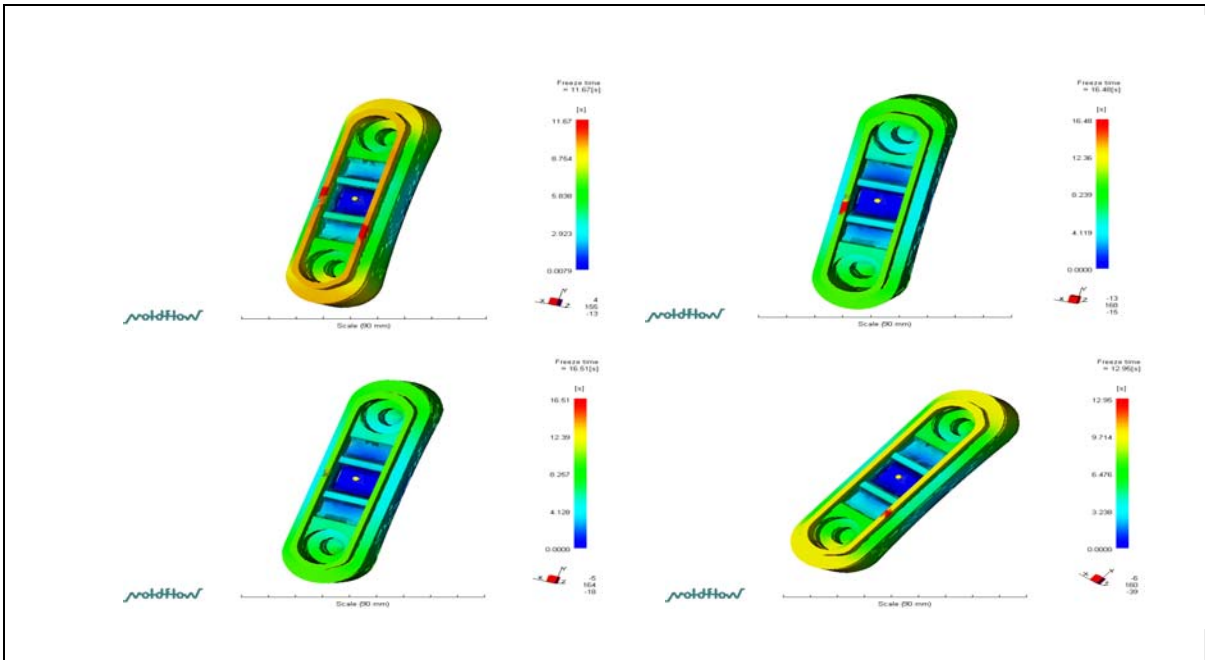 Freeze time
= 11.67[s]
[s]
11.67
8.754
5.838
2.923
0.0079
4
155
-13
X
Y
Z
moldflow
Scale (90 mm)
Freeze time
= 16.48[s]
[s]
16.48
12.36
8.239
4.119
0.0000
-13
168
-15
X
Y
Z
moldflow
Scale (90 mm)
Freeze time
= 16.51[s]
[s]
16.51
12.39
8.257
4.128
0.0000
-5
164
-18
X
Y
Z
moldflow
Scale (90 mm)
Freeze time
= 12.95[s]
[s]
12.95
9.714
6.476
3.238
0.0000
X
Y
Z
moldflow
Scale (90 mm)